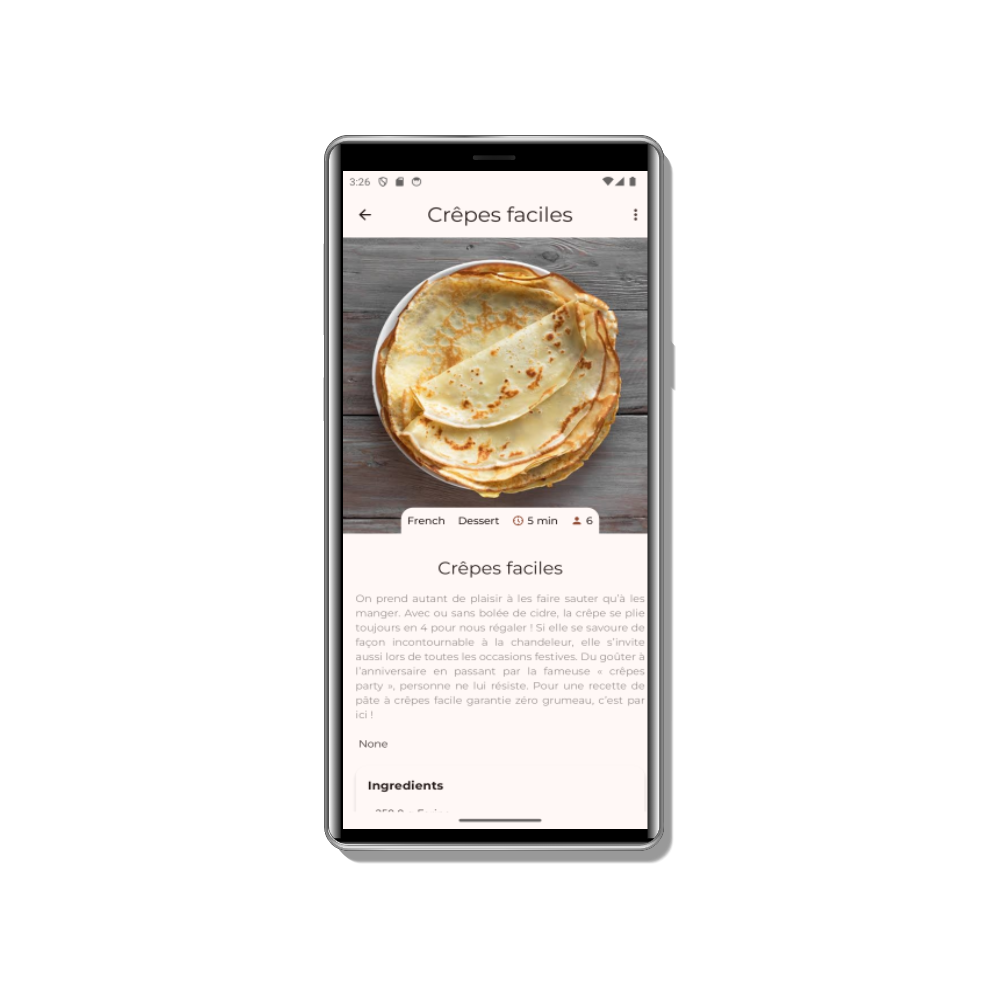 3:26
Crêpes faciles
French Dessert 5 min 6
Crêpes faciles
On prend autant de plaisir à les faire sauter qu'à les
manger. Avec ou sans bolée de cidre, la crêpe se plie
toujours en 4 pour nous régaler ! Si elle se savoure de
façon incontournable à la chandeleur, elle s'invite
aussi lors de toutes les occasions festives. Du goûter à
l'anniversaire en passant par la fameuse « crêpes
party », personne ne lui résiste. Pour une recette de
pâte à crêpes facile garantie zéro grumeau, c'est par
ici !
None
Ingredients